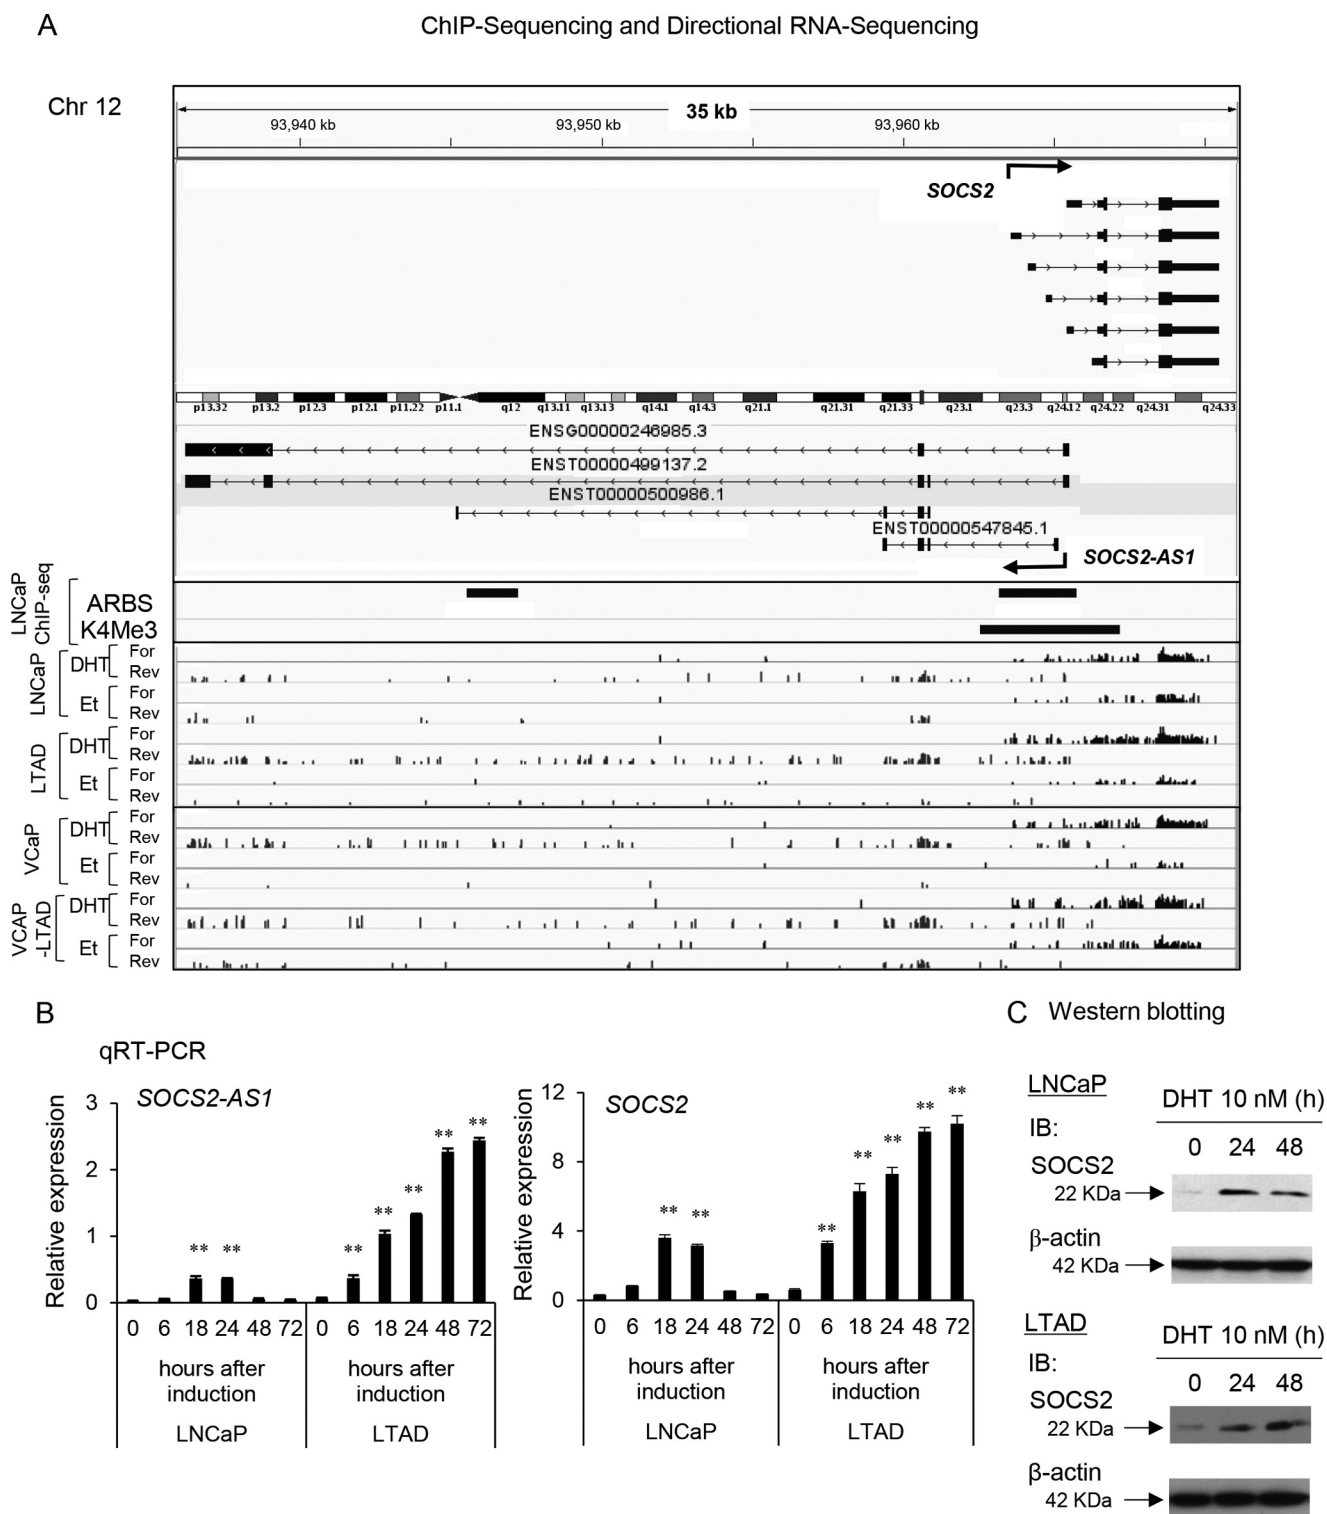 A
ChIP-Sequencing and Directional RNA-Sequencing
Chr 12
35 kb
93,940 kb 93,950 kb 93,960 kb
SOCS2
p13.32 p13.2 p12.3 p12.1 p11.22 p11.1 q12 q13.11 q13.13 q14.1 q14.3 q21.1 q21.31 q21.33 q23.1 q23.3 q24.12 q24.22 q24.31 q24.33
ENSG00000246985.3
ENST00000499137.2
ENST00000500986.1
ENST00000547845.1
SOCS2-AS1
LNCaP
ChIP-seq
ARBS
K4Me3
LNCaP
DHT
For
Rev
Et
For
Rev
LTAD
DHT
For
Rev
Et
For
Rev
VCaP
DHT
For
Rev
Et
For
Rev
VCAP
-LTAD
DHT
For
Rev
Et
For
Rev
B
qRT-PCR
SOCS2-AS1
Relative expression
3
2
1
0
** ** ** ** ** ** **
0 6 18 24 48 72 0 6 18 24 48 72
hours after
induction
hours after
induction
LNCaP LTAD
SOCS2
Relative expression
12
8
4
0
** ** ** ** ** ** **
0 6 18 24 48 72 0 6 18 24 48 72
hours after
induction
hours after
induction
LNCaP LTAD
C Western blotting
LNCaP
DHT 10 nM (h)
IB:
0 24 48
SOCS2
22 KDa
β-actin
42 KDa
LTAD
DHT 10 nM (h)
IB:
0 24 48
SOCS2
22 KDa
β-actin
42 KDa